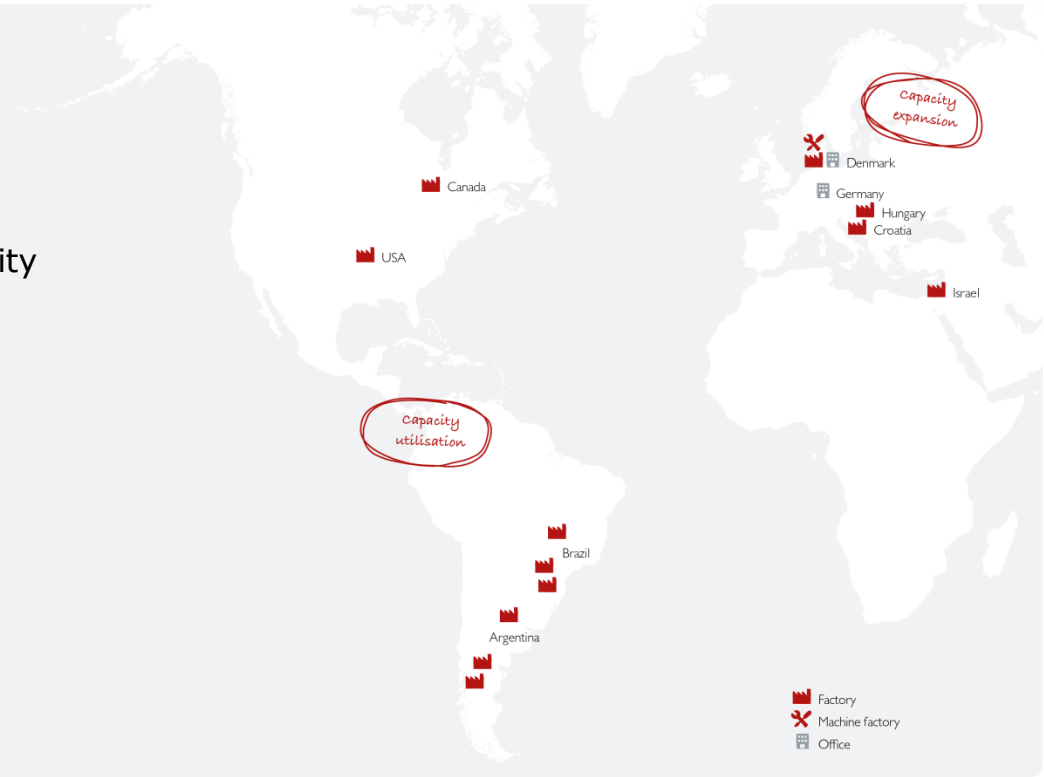 Capacity
expansion
Denmark
Canada
Germany
Hungary
Croatia
ity
USA
Israel
Capacity
utilisation
Brazil
Argentina
Factory
Machine factory
Office